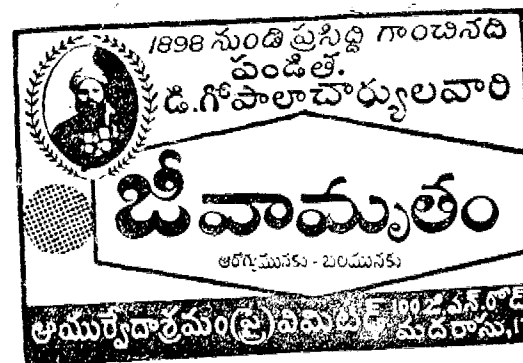 1898 నుండి ప్రసిద్ధి గాంచినది
పండిత.
డి.గోపాలాచార్యులవారి
జీవామృతం
ఆరోగ్యమునకు - బలమునకు
ఆయుర్వేదాశ్రమం(ప్రై)లిమిటెడ్
మదరాసు,